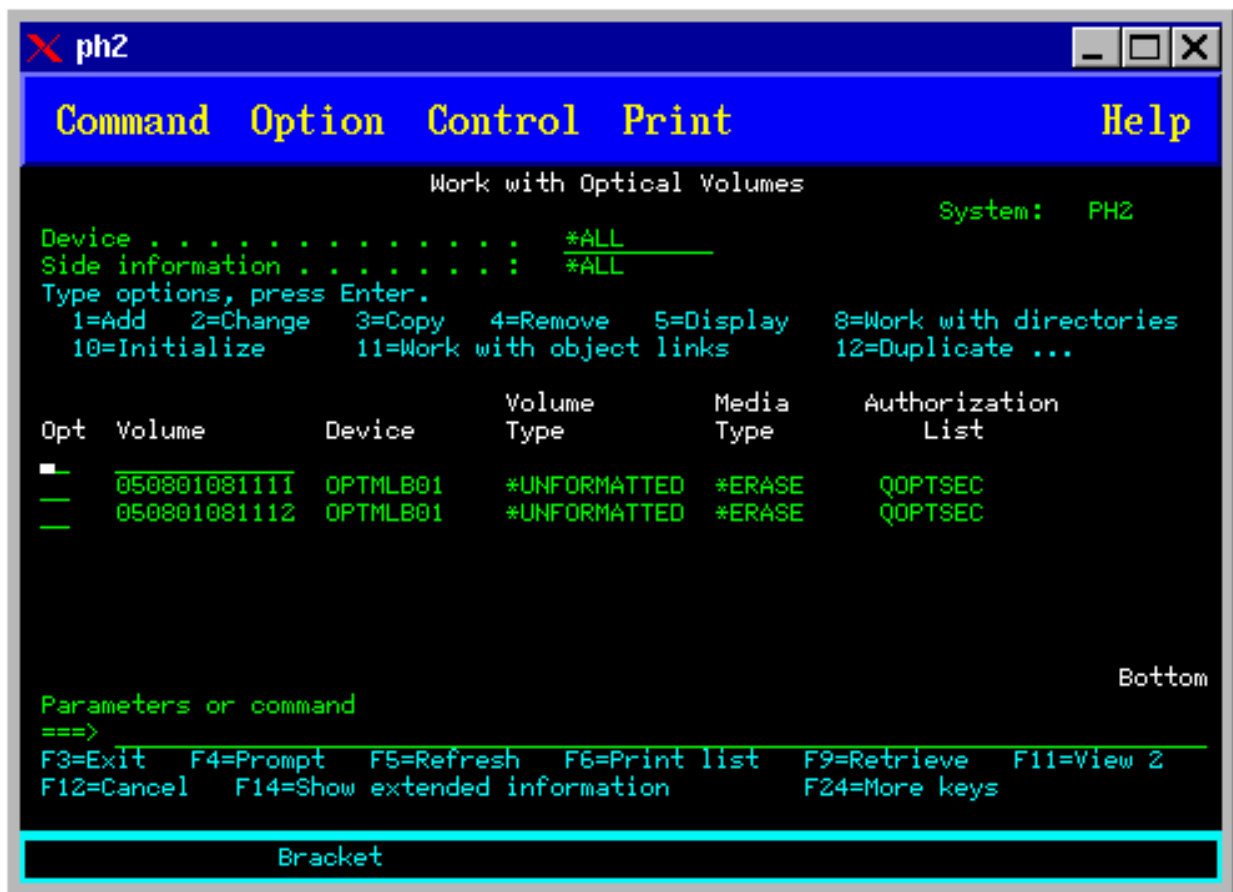 ph2
Command Option Control Print Help
Work with Optical Volumes
System: PH2
Device . . . . . . . . . . . . . *ALL
Side information . . . . . . . : *ALL
Type options, press Enter.
1=Add 2=Change 3=Copy 4=Remove 5=Display 8=Work with directories
10=Initialize 11=Work with object links 12=Duplicate ...
Volume Media Authorization
Opt Volume Device Type Type List
050801081111 OPTMLB01 *UNFORMATTED *ERASE QOPTSEC
050801081112 OPTMLB01 *UNFORMATTED *ERASE QOPTSEC
Bottom
Parameters or command
===>
F3=Exit F4=Prompt F5=Refresh F6=Print list F9=Retrieve F11=View 2
F12=Cancel F14=Show extended information F24=More keys
Bracket